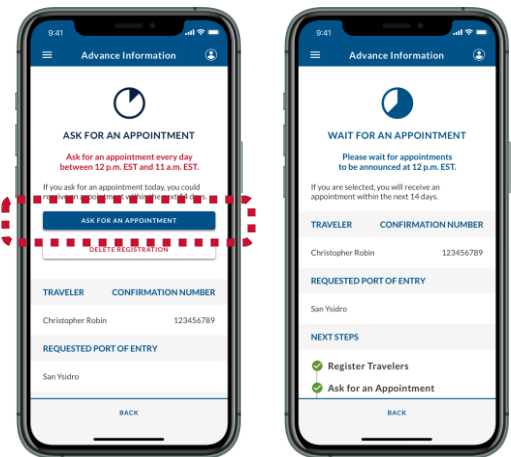 9:41
Advance Information
ASK FOR AN APPOINTMENT
Ask for an appointment every day
between 12 p.m. EST and 11 a.m. EST.
If you ask for an appointment today, you could
receive an appointment within the next 14 days.
ASK FOR AN APPOINTMENT
DELETE REGISTRATION
TRAVELER CONFIRMATION NUMBER
Christopher Robin 123456789
REQUESTED PORT OF ENTRY
San Ysidro
BACK
9:41
Advance Information
WAIT FOR AN APPOINTMENT
Please wait for appointments
to be announced at 12 p.m. EST.
If you are selected, you will receive an
appointment within the next 14 days.
TRAVELER CONFIRMATION NUMBER
Christopher Robin 123456789
REQUESTED PORT OF ENTRY
San Ysidro
NEXT STEPS
Register Travelers
Ask for an Appointment
BACK